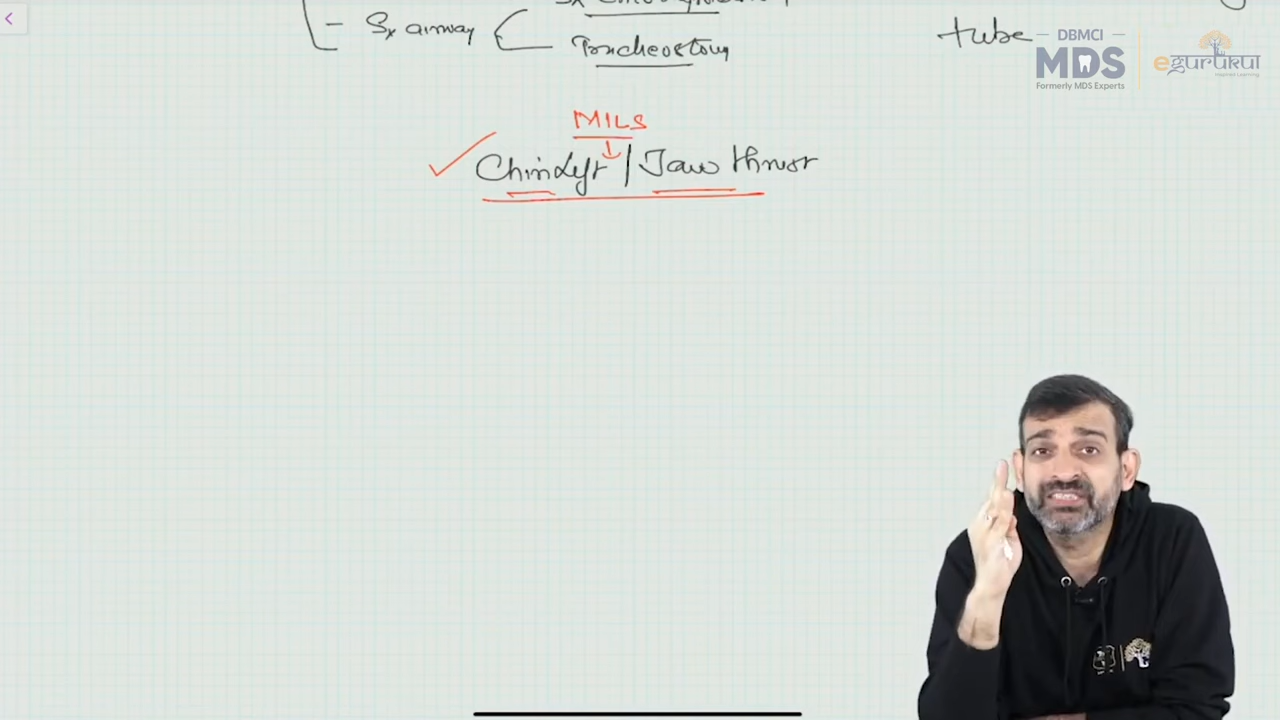 - Sx airway
Tracheostomy
tube
DBMCI
MDS
Formerly MDS Experts
egurukul
MILS
Chin Lift / Jaw thrust